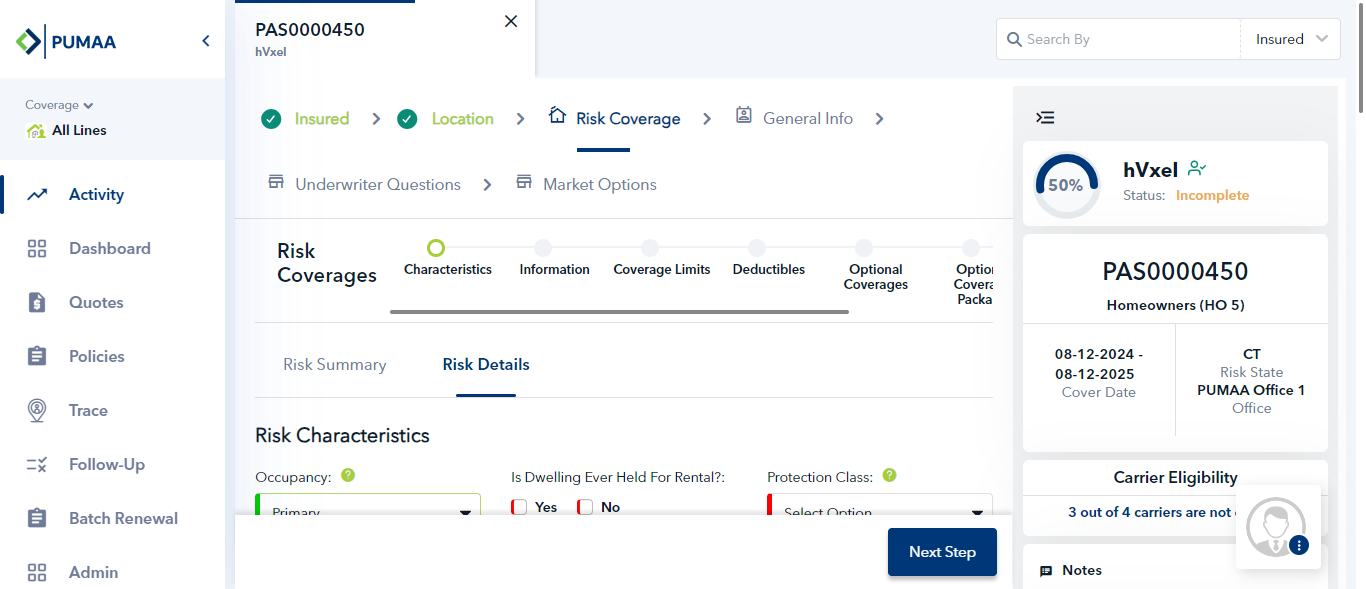 PUMAA
PAS0000450
hVxel
Search By
Insured
Coverage
All Lines
Activity
Dashboard
Quotes
Policies
Trace
Follow-Up
Batch Renewal
Admin
Insured
Location
Risk Coverage
General Info
Underwriter Questions
Market Options
Risk
Coverages
Characteristics
Information
Coverage Limits
Deductibles
Optional
Coverages
Optio
Covera
Packa
Risk Summary
Risk Details
Risk Characteristics
Occupancy: ?
Primary
Is Dwelling Ever Held For Rental?:
Yes
No
Protection Class: ?
Select Option
Next Step
50%
hVxel
Status: Incomplete
PAS0000450
Homeowners (HO 5)
08-12-2024 -
08-12-2025
Cover Date
CT
Risk State
PUMAA Office 1
Office
Carrier Eligibility
3 out of 4 carriers are not
Notes